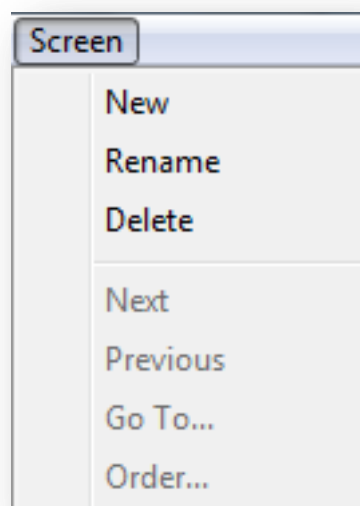 Screen
New
Rename
Delete
Next
Previous
Go To...
Order...